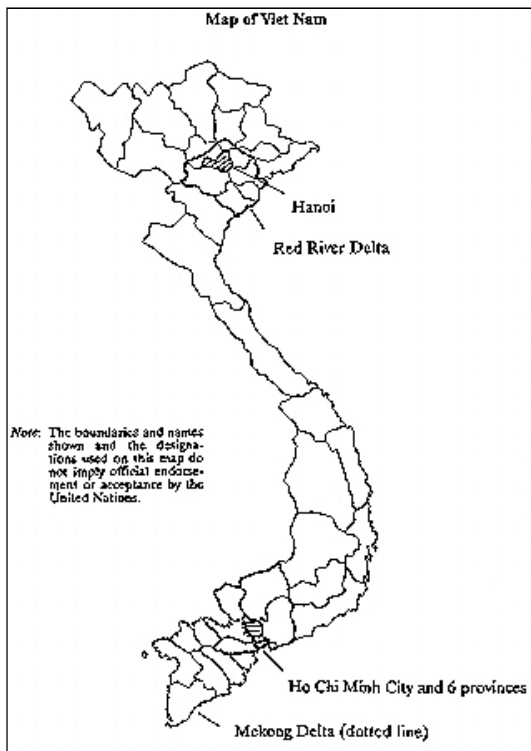 Map of Viet Nam
Hanoi
Red River Delta
Note: The boundaries and names
shown and the designa-
tions used on this map do
not imply official endorse-
ment or acceptance by the
United Nations.
Ho Chi Minh City and 6 provinces
Mekong Delta (dotted line)